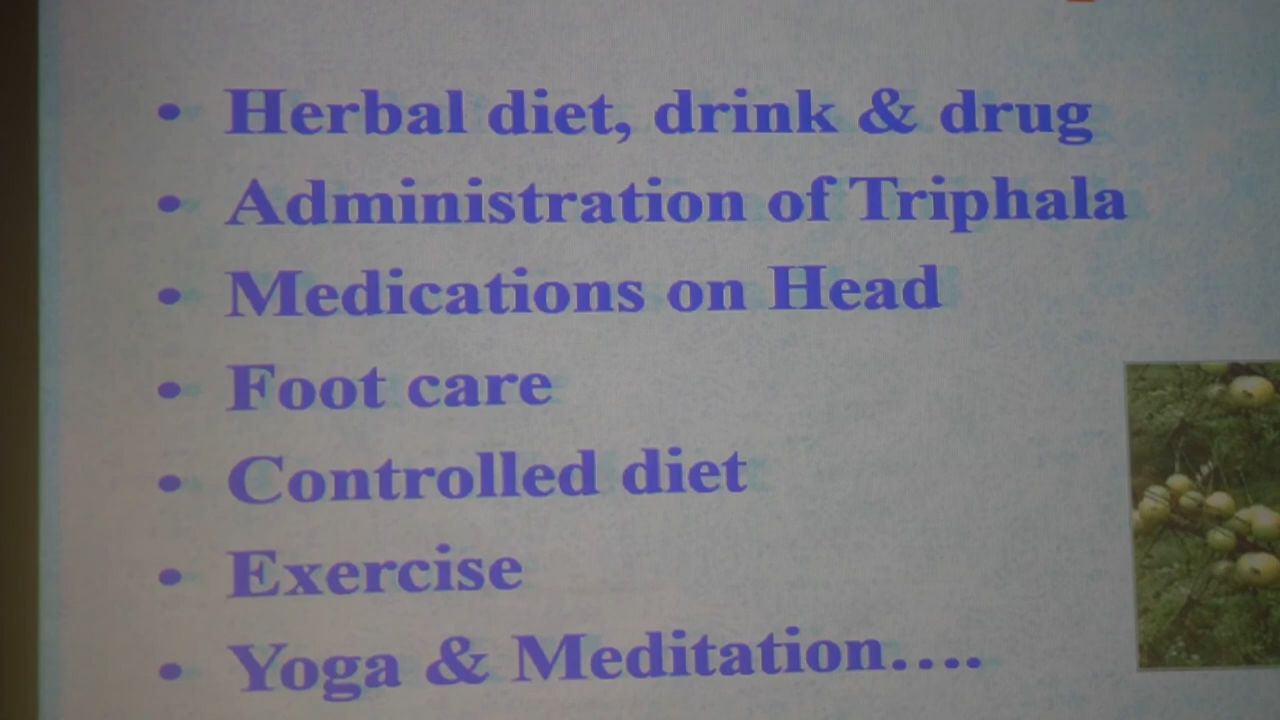 • Herbal diet, drink & drug
• Administration of Triphala
• Medications on Head
• Foot care
• Controlled diet
• Exercise
• Yoga & Meditation....